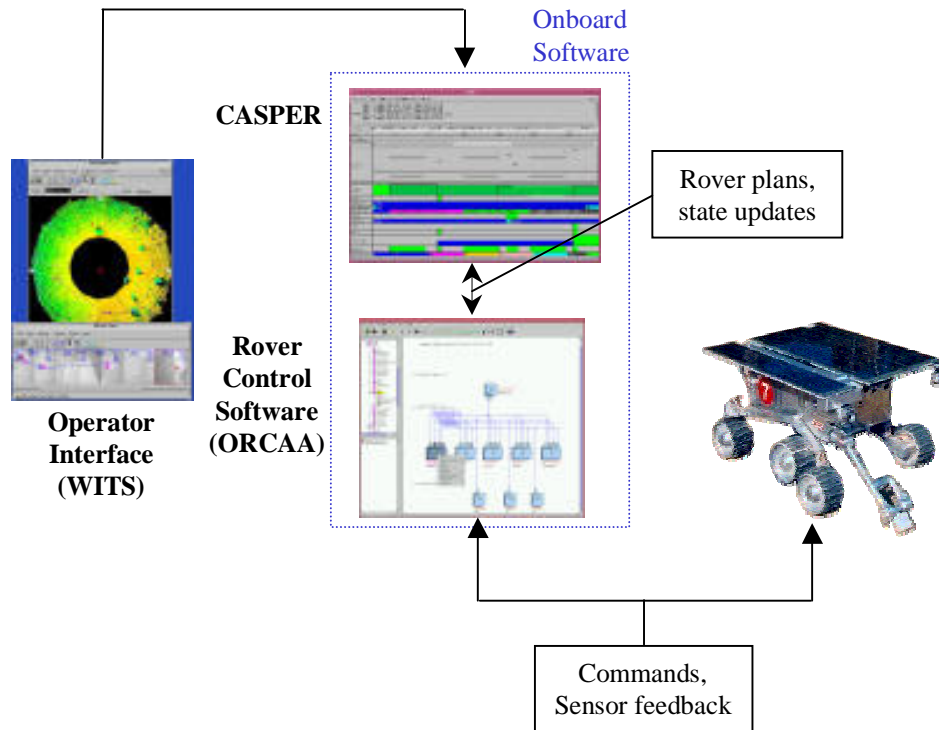 Onboard
Software
CASPER
Rover plans,
state updates
Rover
Control
Software
(ORCAA)
7
Operator
Interface
(WITS)
Commands,
Sensor feedback